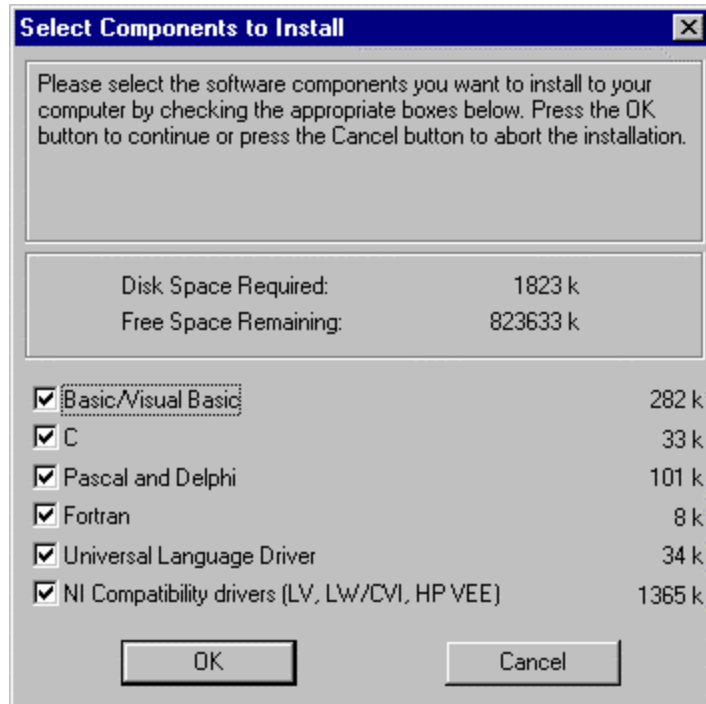 Select Components to Install
Please select the software components you want to install to your
computer by checking the appropriate boxes below. Press the OK
button to continue or press the Cancel button to abort the installation.
Disk Space Required: 1823 k
Free Space Remaining: 823633 k
Basic/Visual Basic 282 k
C 33 k
Pascal and Delphi 101 k
Fortran 8 k
Universal Language Driver 34 k
NI Compatibility drivers (LV, LW/CVI, HP VEE) 1365 k
OK Cancel